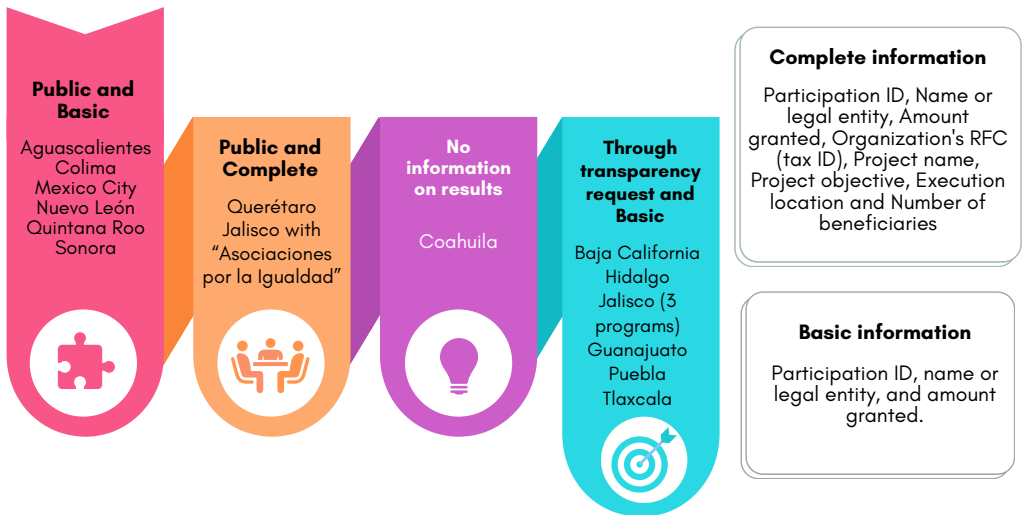 Public and
Basic
Aguascalientes
Colima
Mexico City
Nuevo León
Quintana Roo
Sonora
Public and
Complete
Querétaro
Jalisco with
“Asociaciones
por la Igualdad”
No
information
on results
Coahuila
Through
transparency
request and
Basic
Baja California
Hidalgo
Jalisco (3
programs)
Guanajuato
Puebla
Tlaxcala
Complete information
Participation ID, Name or
legal entity, Amount
granted, Organization's RFC
(tax ID), Project name,
Project objective, Execution
location and Number of
beneficiaries
Basic information
Participation ID, name or
legal entity, and amount
granted.